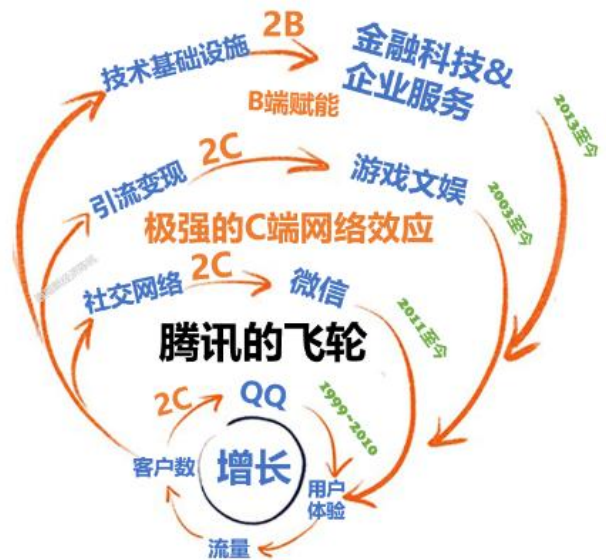 2B
技术基础设施
金融科技&
企业服务
B端赋能
2013至今
2C
引流变现
游戏文娱
2003至今
极强的C端网络效应
2C
社交网络
微信
2011至今
腾讯的飞轮
2C
QQ
1999~2010
客户数
增长
用户
体验
流量